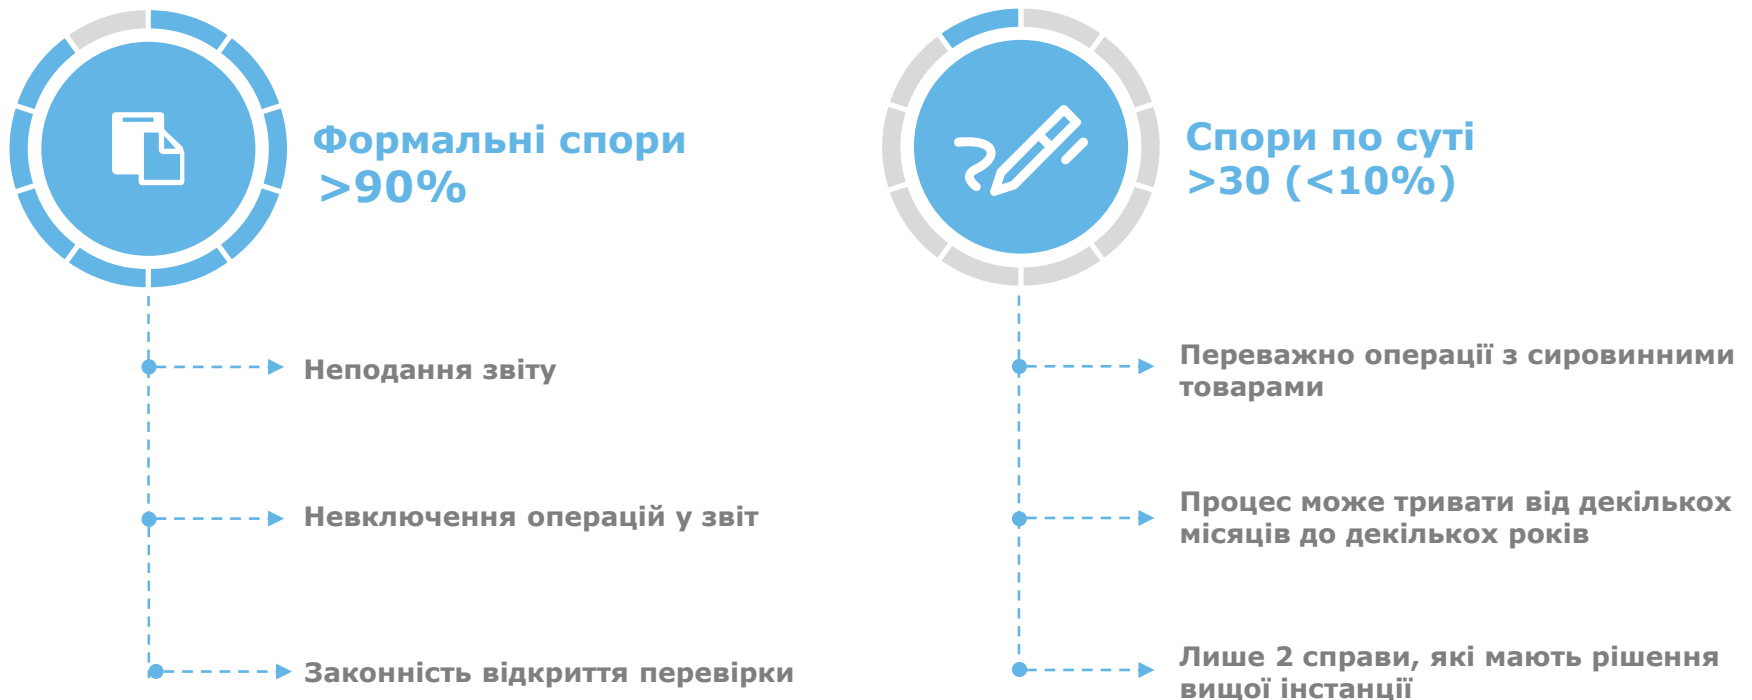 Формальні спори
>90%
Неподання звіту
Невключення операцій у звіт
Законність відкриття перевірки
Спори по суті
>30 (<10%)
Переважно операції з сировинними
товарами
Процес може тривати від декількох
місяців до декількох років
Лише 2 справи, які мають рішення
вищої інстанції